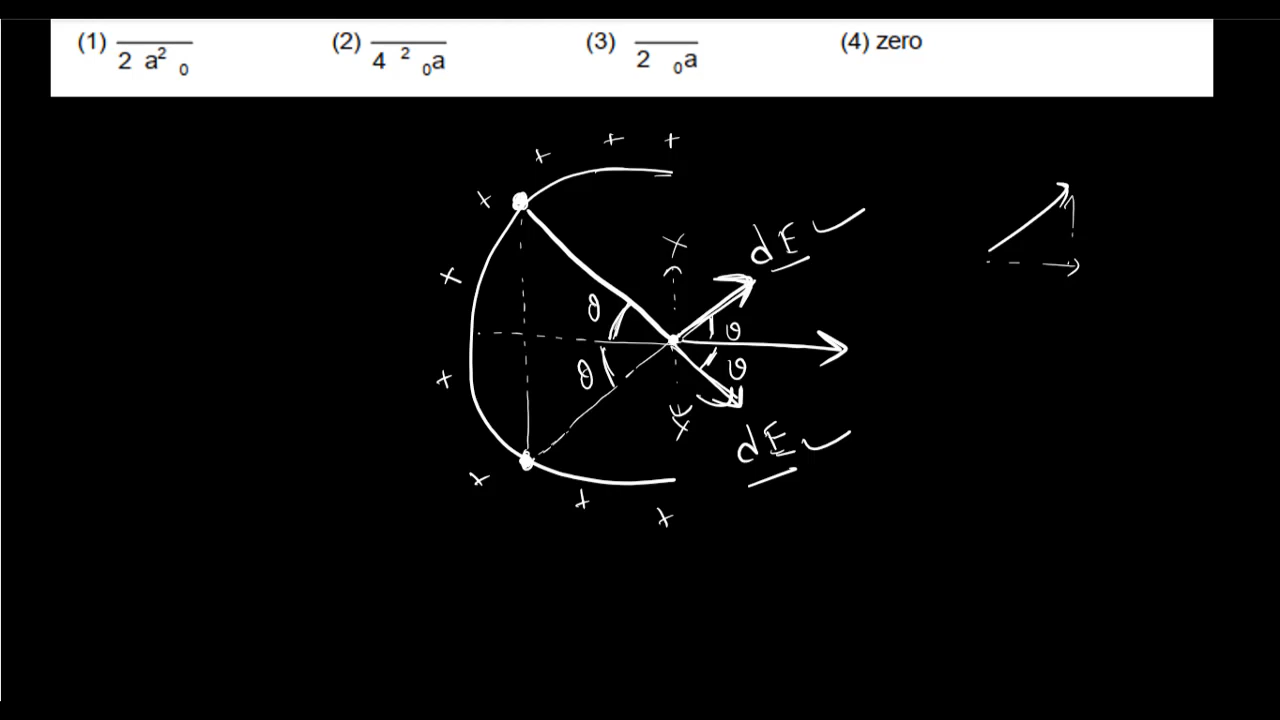 (1) 2 a² ₀ (2) 4 ² ₀a (3) 2 ₀a (4) zero
+ + +
+
+
dE
θ θ
θ θ
+
dE
+ + +